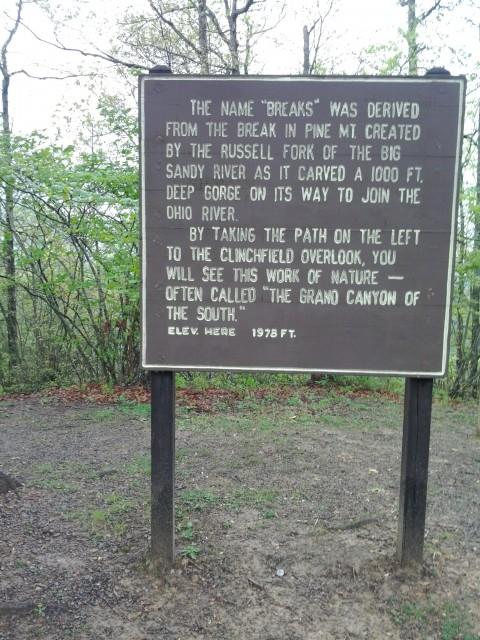 THE NAME "BREAKS" WAS DERIVED
FROM THE BREAK IN PINE MT. CREATED
BY THE RUSSELL FORK OF THE BIG
SANDY RIVER AS IT CARVED A 1000 FT.
DEEP GORGE ON ITS WAY TO JOIN THE
OHIO RIVER.
BY TAKING THE PATH ON THE LEFT
TO THE CLINCHFIELD OVERLOOK, YOU
WILL SEE THIS WORK OF NATURE —
OFTEN CALLED "THE GRAND CANYON OF
THE SOUTH."
ELEV. HERE 1978 FT.